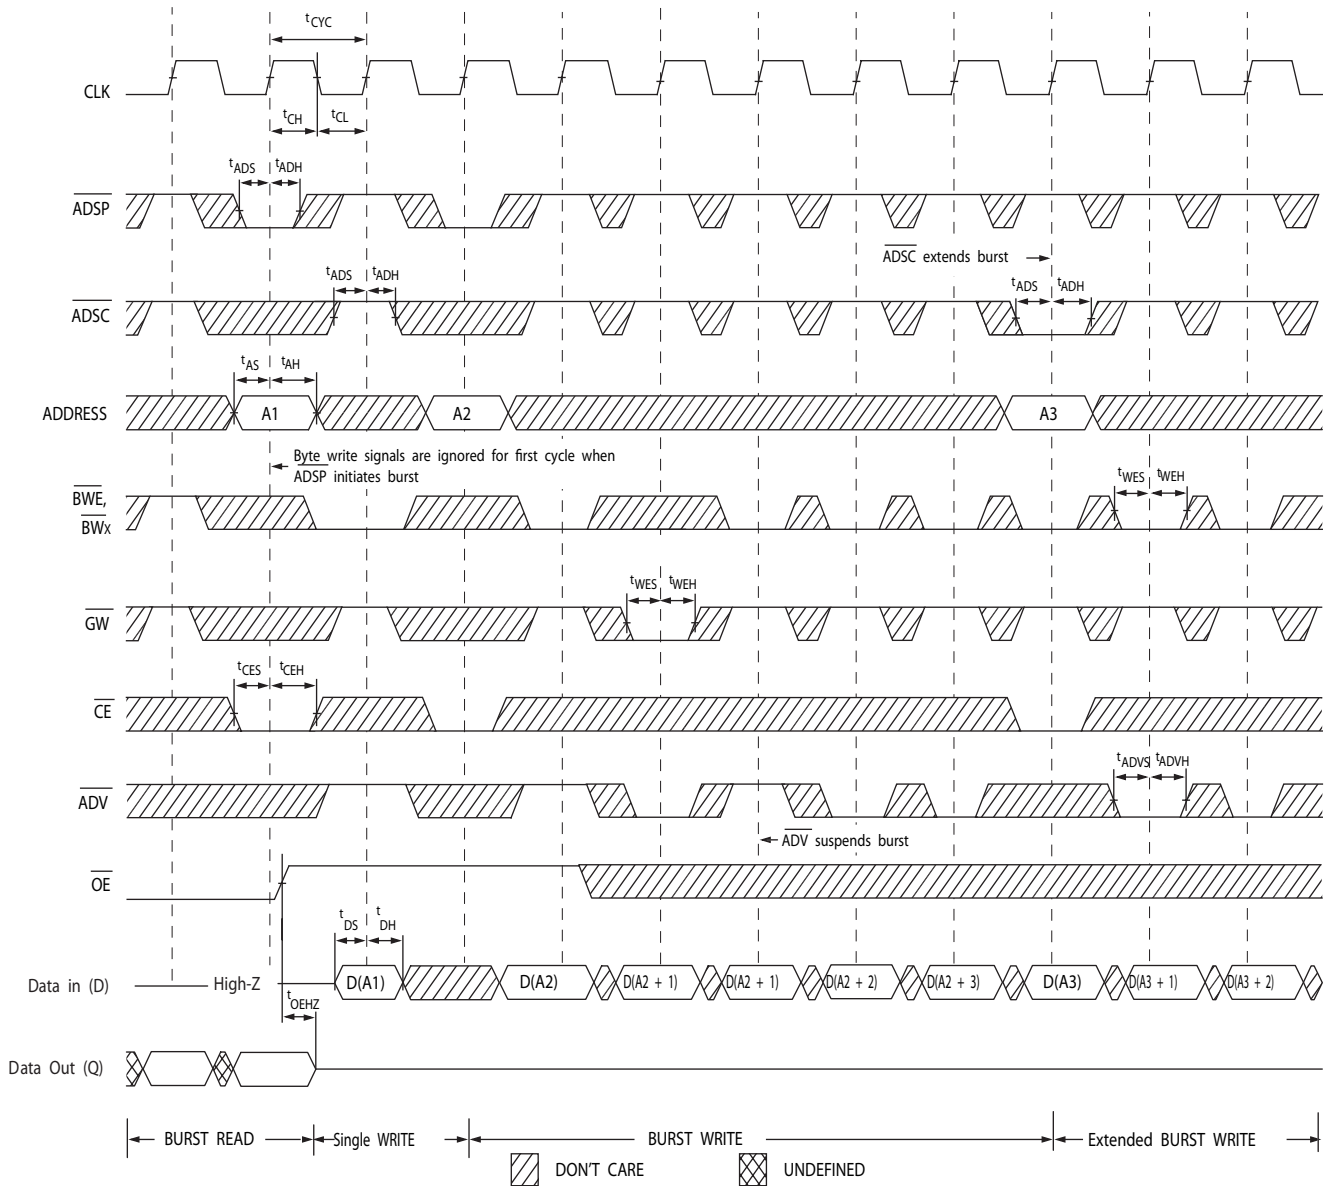 tCYC
CLK
tCH
tCL
tADS
tADH
ADSP
ADSC extends burst
tADS
tADH
tADS
tADH
ADSC
tAS
tAH
ADDRESS
A1
A2
A3
Byte write signals are ignored for first cycle when
ADSP initiates burst
BWE,
BWx
tWES
tWEH
tWES
tWEH
GW
tCES
tCEH
CE
tADVS
tADVH
ADV
ADV suspends burst
OE
tDS
tDH
Data in (D)
High-Z
D(A1)
D(A2)
D(A2 + 1)
D(A2 + 1)
D(A2 + 2)
D(A2 + 3)
D(A3)
D(A3 + 1)
D(A3 + 2)
tOEHZ
Data Out (Q)
BURST READ
Single WRITE
BURST WRITE
Extended BURST WRITE
DON'T CARE
UNDEFINED